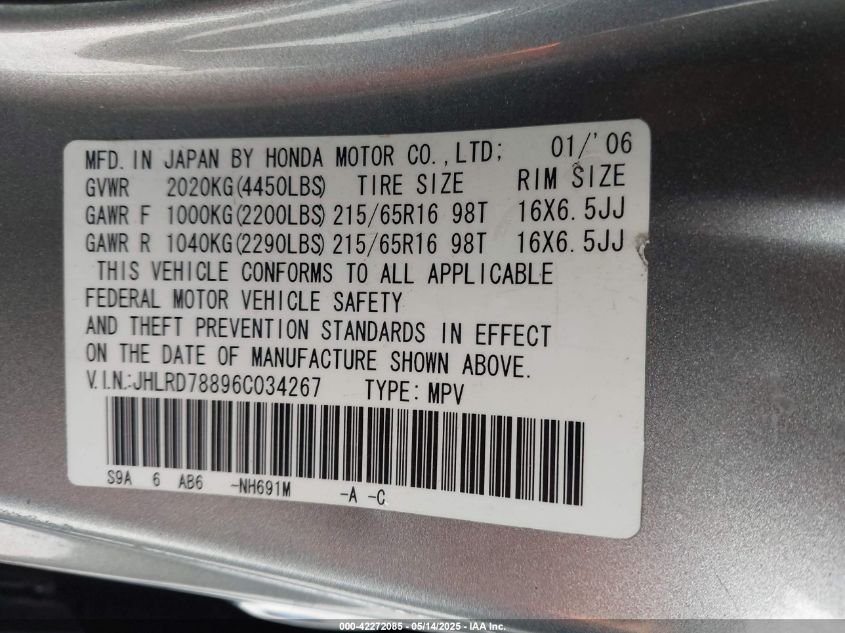 MFD. IN JAPAN BY HONDA MOTOR CO., LTD; 01/'06
GVWR 2020KG(4450LBS) TIRE SIZE RIM SIZE
GAWR F 1000KG(2200LBS) 215/65R16 98T 16X6.5JJ
GAWR R 1040KG(2290LBS) 215/65R16 98T 16X6.5JJ
THIS VEHICLE CONFORMS TO ALL APPLICABLE
FEDERAL MOTOR VEHICLE SAFETY
AND THEFT PREVENTION STANDARDS IN EFFECT
ON THE DATE OF MANUFACTURE SHOWN ABOVE.
V.I.N.:JHLRD78896C034267 TYPE: MPV
S9A 6 AB6 -NH691M -A -C
000-42272085 - 05/14/2025 - IAA Inc.